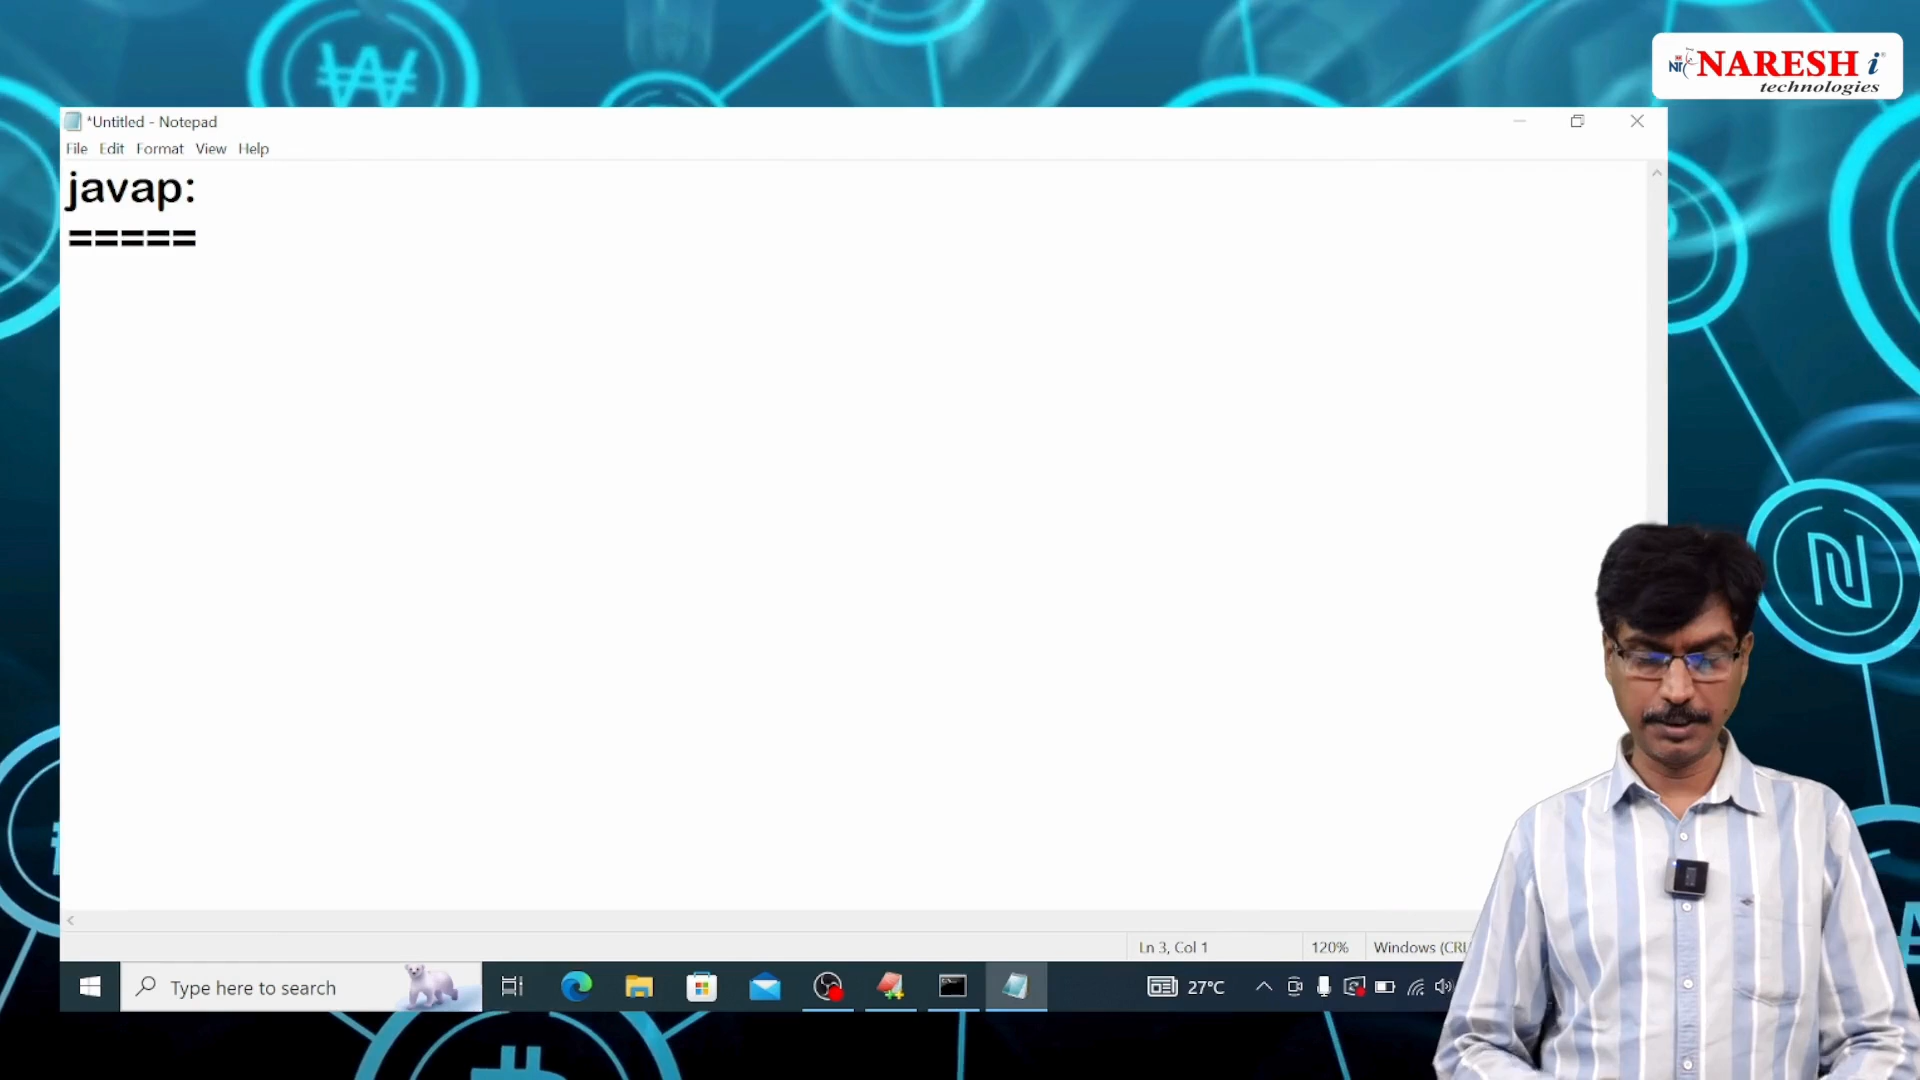 NARESH i
technologies
*Untitled - Notepad
File Edit Format View Help
javap:
=====
Ln 3, Col 1
120%
Windows (CRL
Type here to search
27°C